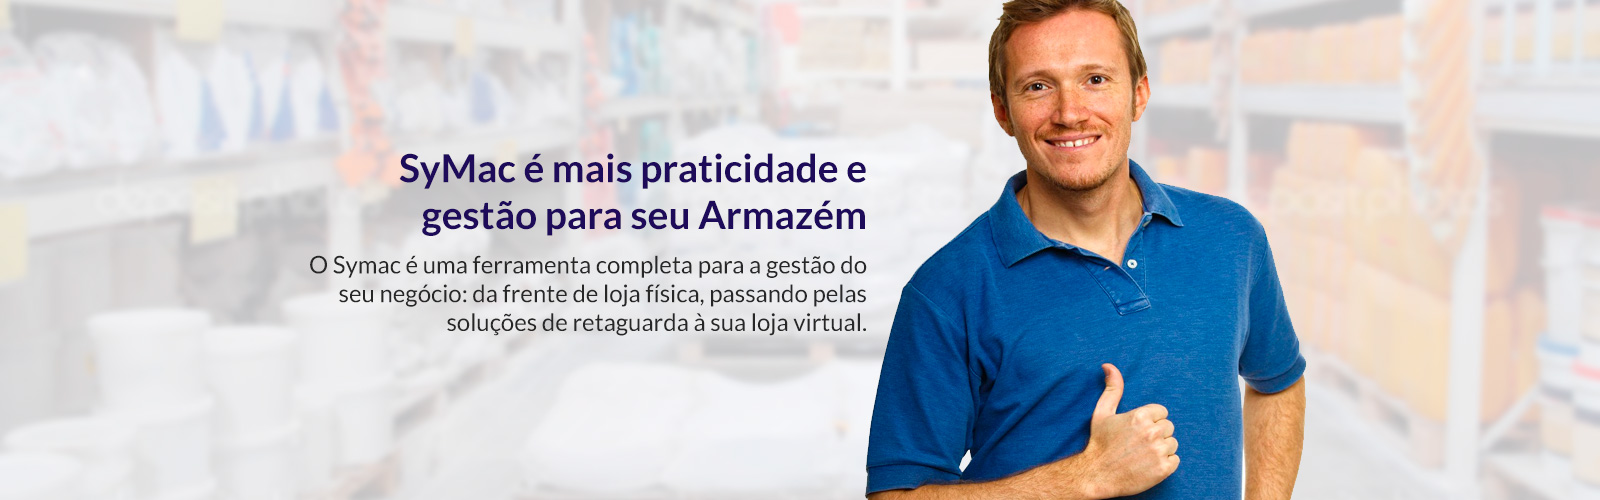 SyMac é mais praticidade e
gestão para seu Armazém
O Symac é uma ferramenta completa para a gestão do
seu negócio: da frente de loja física, passando pelas
soluções de retaguarda à sua loja virtual.